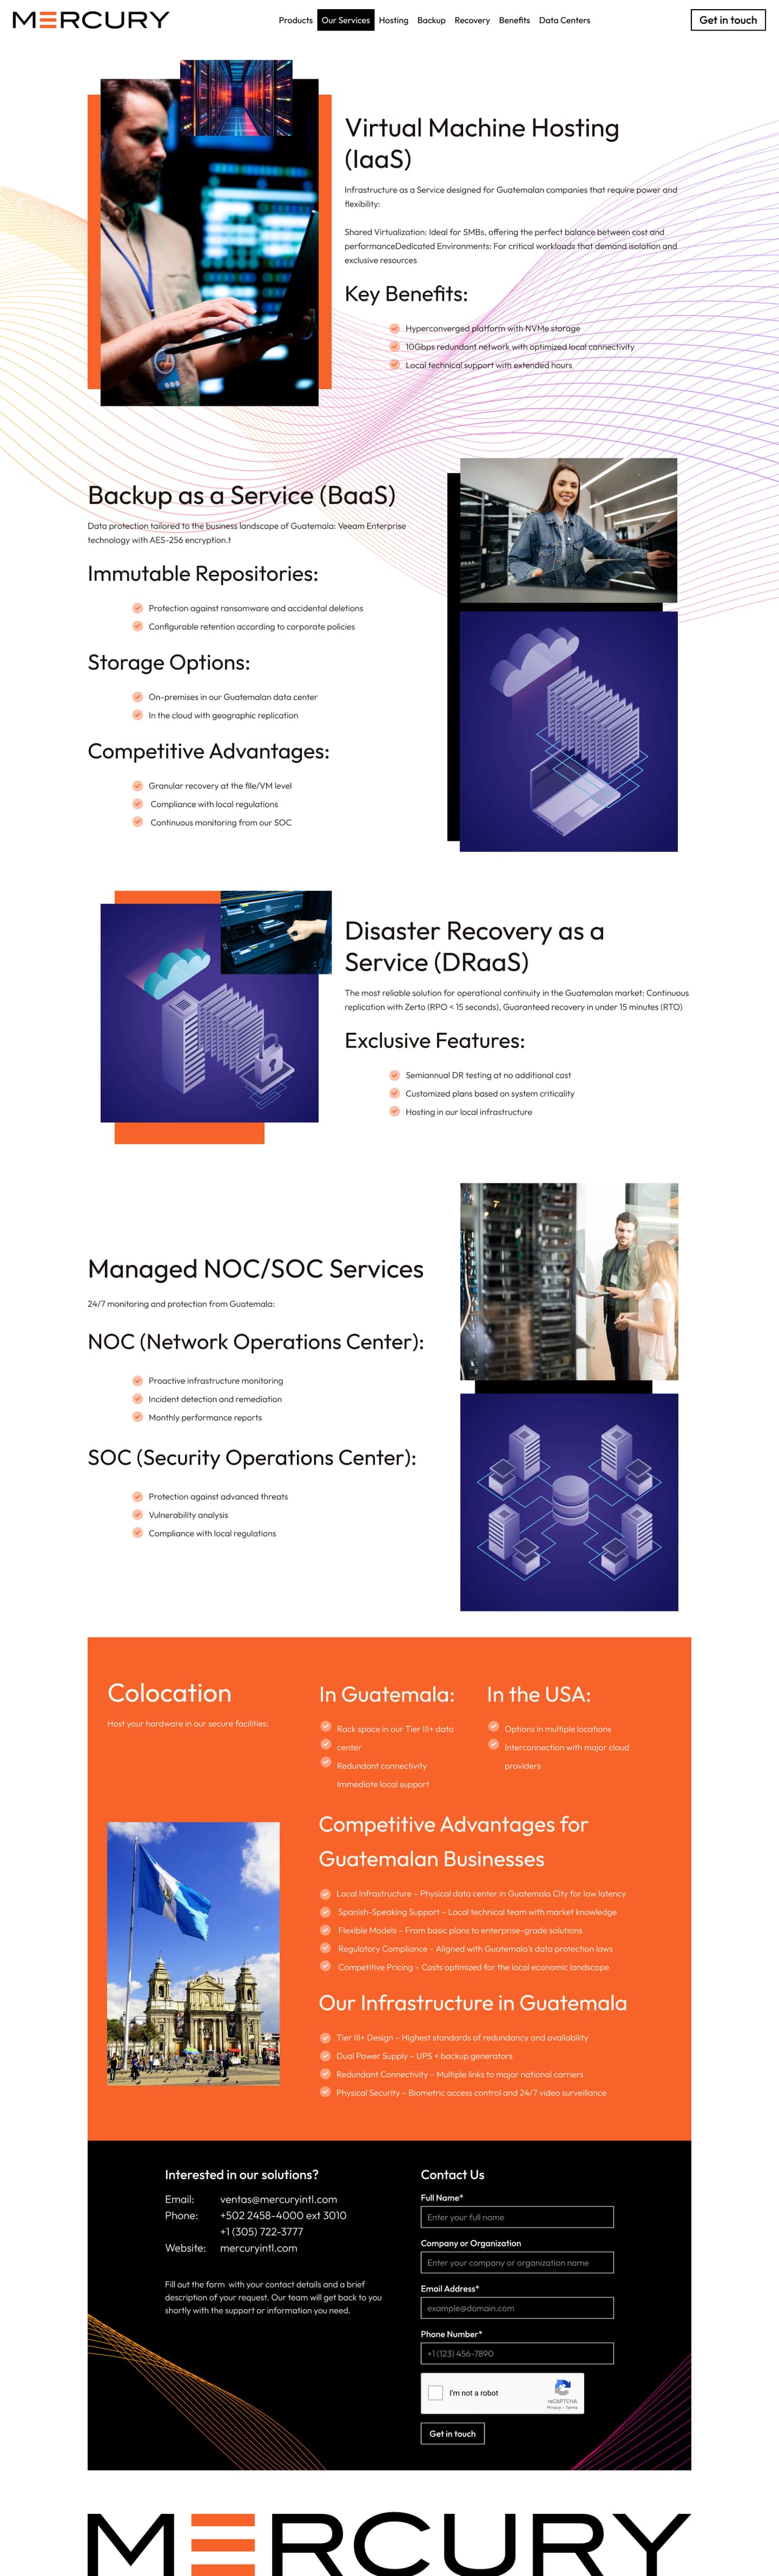 MERCURY
Products Our Services Hosting Backup Recovery Benefits Data Centers
Get in touch
Virtual Machine Hosting
(IaaS)
Infrastructure as a Service designed for Guatemalan companies that require power and
flexibility:
Shared Virtualization: Ideal for SMBs, offering the perfect balance between cost and
performanceDedicated Environments: For critical workloads that demand isolation and
exclusive resources
Key Benefits:
Hyperconverged platform with NVMe storage
10Gbps redundant network with optimized local connectivity
Local technical support with extended hours
Backup as a Service (BaaS)
Data protection tailored to the business landscape of Guatemala: Veeam Enterprise
technology with AES-256 encryption.t
Immutable Repositories:
Protection against ransomware and accidental deletions
Configurable retention according to corporate policies
Storage Options:
On-premises in our Guatemalan data center
In the cloud with geographic replication
Competitive Advantages:
Granular recovery at the file/VM level
Compliance with local regulations
Continuous monitoring from our SOC
Disaster Recovery as a
Service (DRaaS)
The most reliable solution for operational continuity in the Guatemalan market: Continuous
replication with Zerto (RPO < 15 seconds), Guaranteed recovery in under 15 minutes (RTO)
Exclusive Features:
Semiannual DR testing at no additional cost
Customized plans based on system criticality
Hosting in our local infrastructure
Managed NOC/SOC Services
24/7 monitoring and protection from Guatemala:
NOC (Network Operations Center):
Proactive infrastructure monitoring
Incident detection and remediation
Monthly performance reports
SOC (Security Operations Center):
Protection against advanced threats
Vulnerability analysis
Compliance with local regulations
Colocation
Host your hardware in our secure facilities:
In Guatemala:
Rack space in our Tier III+ data
center
Redundant connectivity
Immediate local support
In the USA:
Options in multiple locations
Interconnection with major cloud
providers
Competitive Advantages for
Guatemalan Businesses
Local Infrastructure – Physical data center in Guatemala City for low latency
Spanish-Speaking Support – Local technical team with market knowledge
Flexible Models – From basic plans to enterprise-grade solutions
Regulatory Compliance – Aligned with Guatemala's data protection laws
Competitive Pricing – Costs optimized for the local economic landscape
Our Infrastructure in Guatemala
Tier III+ Design – Highest standards of redundancy and availability
Dual Power Supply – UPS + backup generators
Redundant Connectivity – Multiple links to major national carriers
Physical Security – Biometric access control and 24/7 video surveillance
Interested in our solutions?
Email: ventas@mercuryintl.com
Phone: +502 2458-4000 ext 3010
+1 (305) 722-3777
Website: mercuryintl.com
Fill out the form with your contact details and a brief
description of your request. Our team will get back to you
shortly with the support or information you need.
Contact Us
Full Name*
Enter your full name
Company or Organization
Enter your company or organization name
Email Address*
example@domain.com
Phone Number*
+1 (123) 456-7890
I'm not a robot
reCAPTCHA
Privacy - Terms
Get in touch
MERCURY